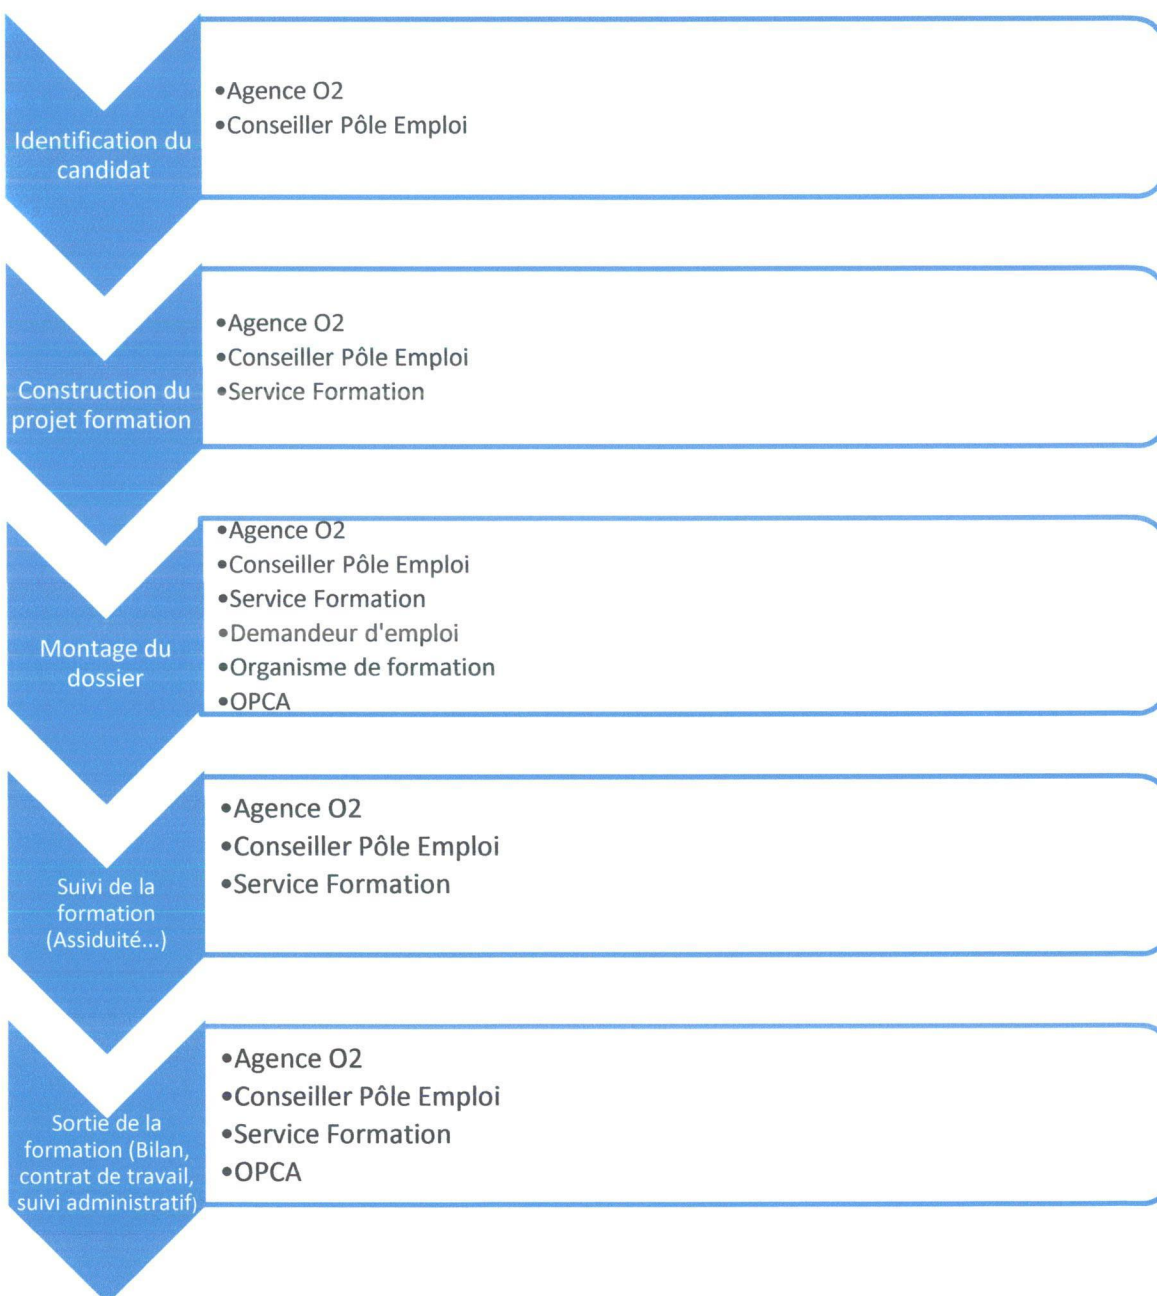 Identification du
candidat
•Agence O2
•Conseiller Pôle Emploi
Construction du
projet formation
•Agence O2
•Conseiller Pôle Emploi
•Service Formation
Montage du
dossier
•Agence O2
•Conseiller Pôle Emploi
•Service Formation
•Demandeur d'emploi
•Organisme de formation
•OPCA
Suivi de la
formation
(Assiduité...)
•Agence O2
•Conseiller Pôle Emploi
•Service Formation
Sortie de la
formation (Bilan,
contrat de travail,
suivi administratif)
•Agence O2
•Conseiller Pôle Emploi
•Service Formation
•OPCA